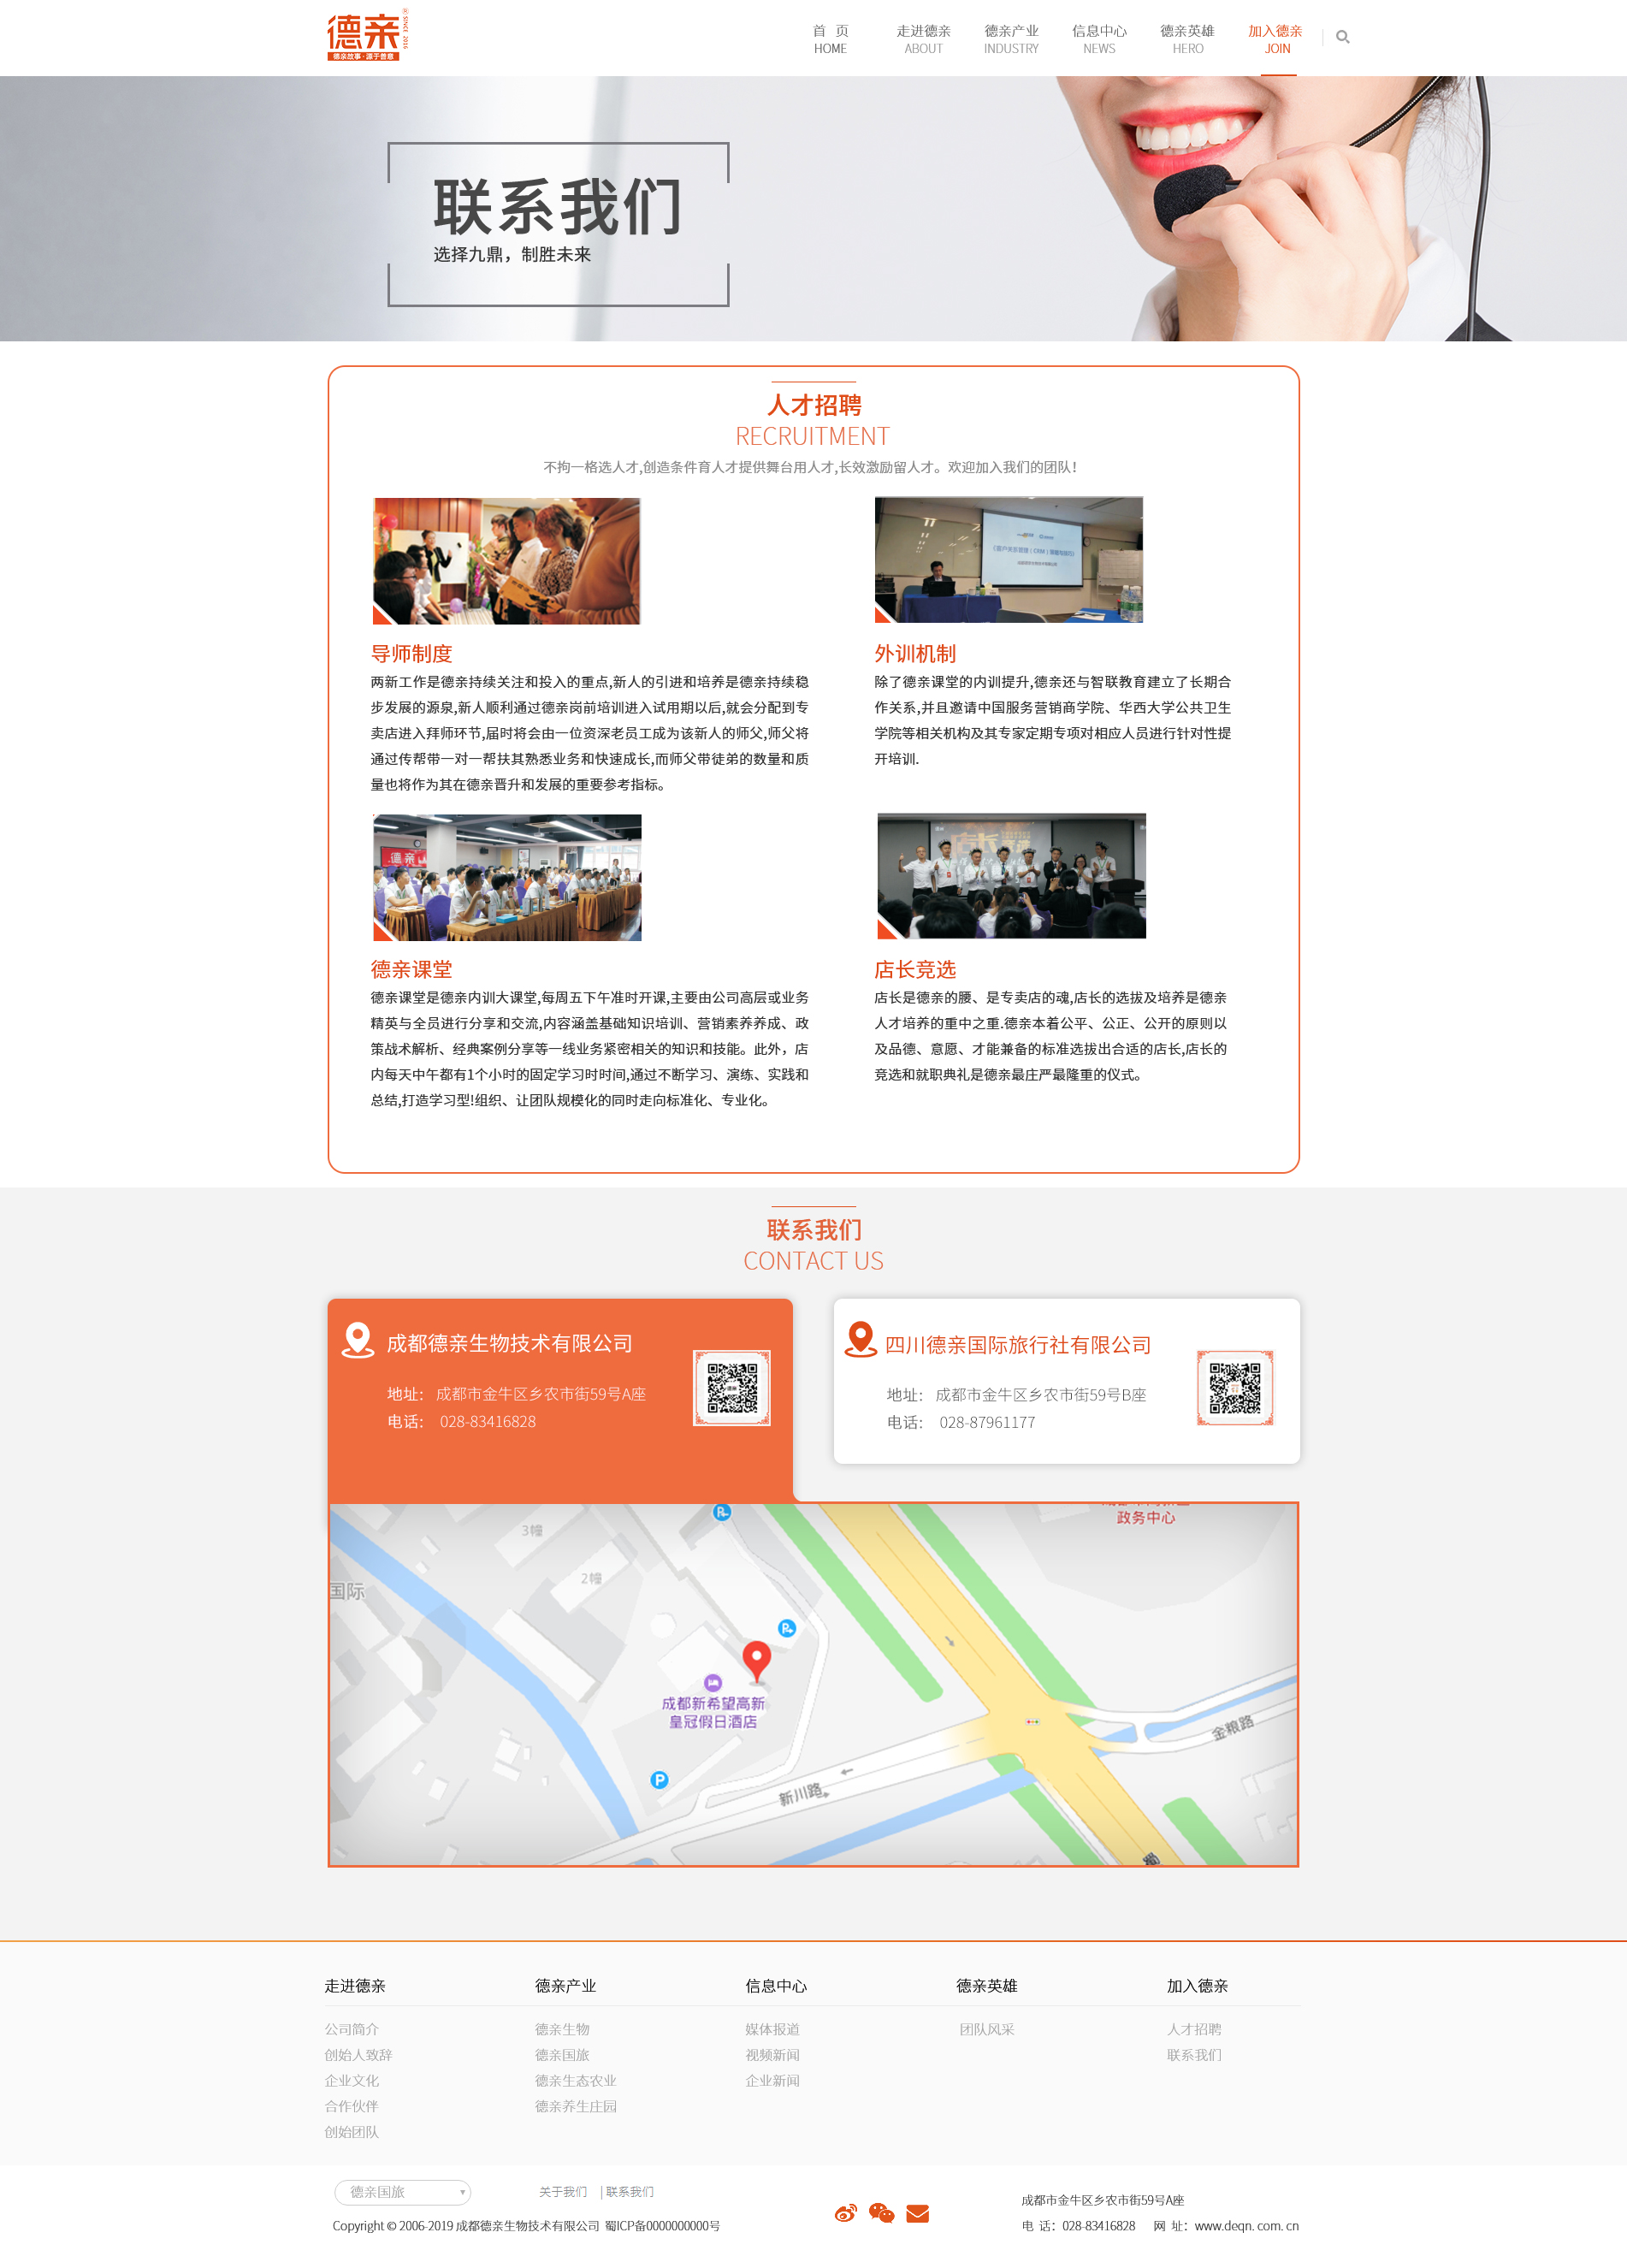 德亲
® SINCE 2016
德亲故事·源于善意
首 页
HOME
走进德亲
ABOUT
德亲产业
INDUSTRY
信息中心
NEWS
德亲英雄
HERO
加入德亲
JOIN
联系我们
选择九鼎，制胜未来
人才招聘
RECRUITMENT
不拘一格选人才,创造条件育人才提供舞台用人才,长效激励留人才。欢迎加入我们的团队!
导师制度
两新工作是德亲持续关注和投入的重点,新人的引进和培养是德亲持续稳
步发展的源泉,新人顺利通过德亲岗前培训进入试用期以后,就会分配到专
卖店进入拜师环节,届时将会由一位资深老员工成为该新人的师父,师父将
通过传帮带一对一帮扶其熟悉业务和快速成长,而师父带徒弟的数量和质
量也将作为其在德亲晋升和发展的重要参考指标。
外训机制
除了德亲课堂的内训提升,德亲还与智联教育建立了长期合
作关系,并且邀请中国服务营销商学院、华西大学公共卫生
学院等相关机构及其专家定期专项对相应人员进行针对性提
开培训.
德亲
店长
德亲课堂
德亲课堂是德亲内训大课堂,每周五下午准时开课,主要由公司高层或业务
精英与全员进行分享和交流,内容涵盖基础知识培训、营销素养养成、政
策战术解析、经典案例分享等一线业务紧密相关的知识和技能。此外，店
内每天中午都有1个小时的固定学习时时间,通过不断学习、演练、实践和
总结,打造学习型!组织、让团队规模化的同时走向标准化、专业化。
店长竞选
店长是德亲的腰、是专卖店的魂,店长的选拔及培养是德亲
人才培养的重中之重.德亲本着公平、公正、公开的原则以
及品德、意愿、才能兼备的标准选拔出合适的店长,店长的
竞选和就职典礼是德亲最庄严最隆重的仪式。
联系我们
CONTACT US
成都德亲生物技术有限公司
地址: 成都市金牛区乡农市街59号A座
电话: 028-83416828
四川德亲国际旅行社有限公司
地址: 成都市金牛区乡农市街59号B座
电话: 028-87961177
政务中心
3幢
2幢
国际
P
P
成都新希望高新
皇冠假日酒店
P
新川路
金粮路
走进德亲
公司简介
创始人致辞
企业文化
合作伙伴
创始团队
德亲产业
德亲生物
德亲国旅
德亲生态农业
德亲养生庄园
信息中心
媒体报道
视频新闻
企业新闻
德亲英雄
团队风采
加入德亲
人才招聘
联系我们
德亲国旅
关于我们 | 联系我们
Copyright © 2006-2019 成都德亲生物技术有限公司 蜀ICP备0000000000号
成都市金牛区乡农市街59号A座
电 话: 028-83416828 网 址: www.deqn.com.cn